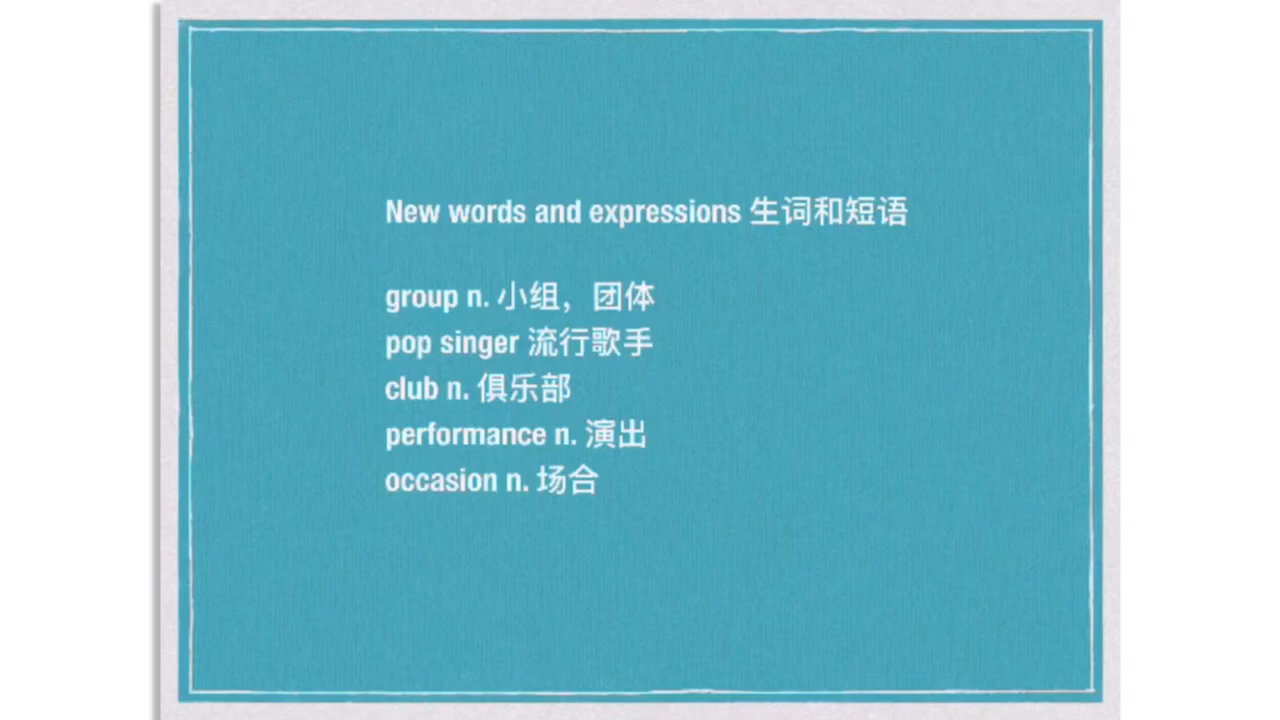 New words and expressions 生词和短语
group n. 小组，团体
pop singer 流行歌手
club n. 俱乐部
performance n. 演出
occasion n. 场合